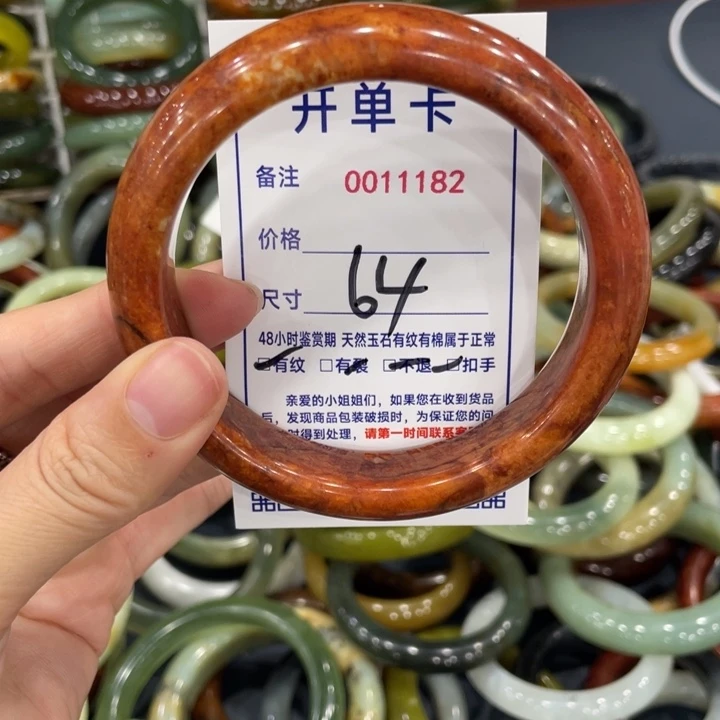 开单卡
备注 0011182
价格
尺寸 64
48小时鉴赏期 天然玉石有纹有棉属于正常
□有纹 □有裂 □不退 □扣手
亲爱的小姐姐们，如果您在收到货品
后，发现商品包装破损时，为保证您的问
时得到处理，请第一时间联系客